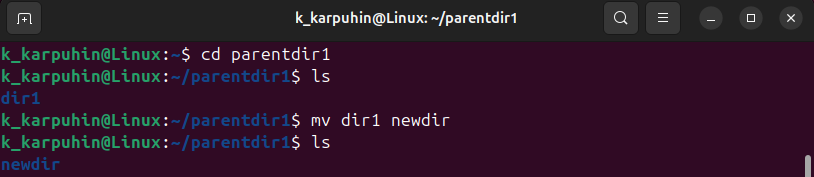 k_karpuhin@Linux: ~/parentdir1
k_karpuhin@Linux:~$ cd parentdir1
k_karpuhin@Linux:~/parentdir1$ ls
dir1
k_karpuhin@Linux:~/parentdir1$ mv dir1 newdir
k_karpuhin@Linux:~/parentdir1$ ls
newdir